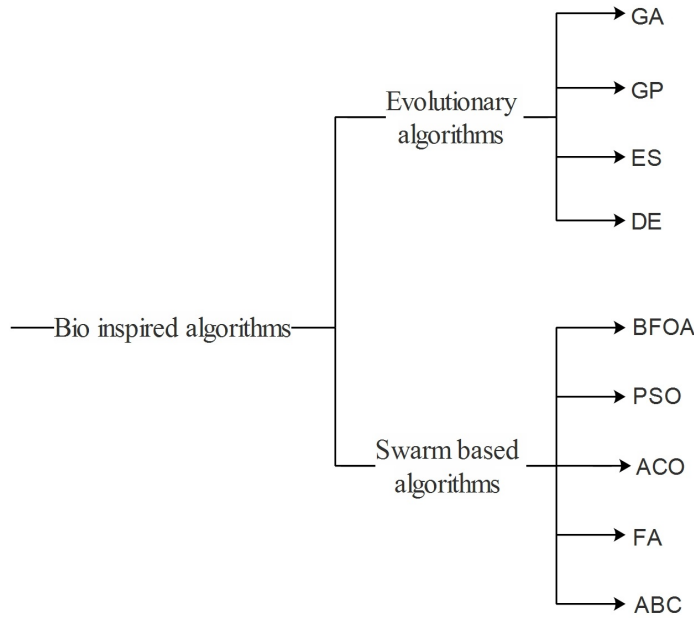 GA
Evolutionary
algorithms
GP
ES
DE
Bio inspired algorithms
BFOA
PSO
Swarm based
algorithms
ACO
FA
ABC